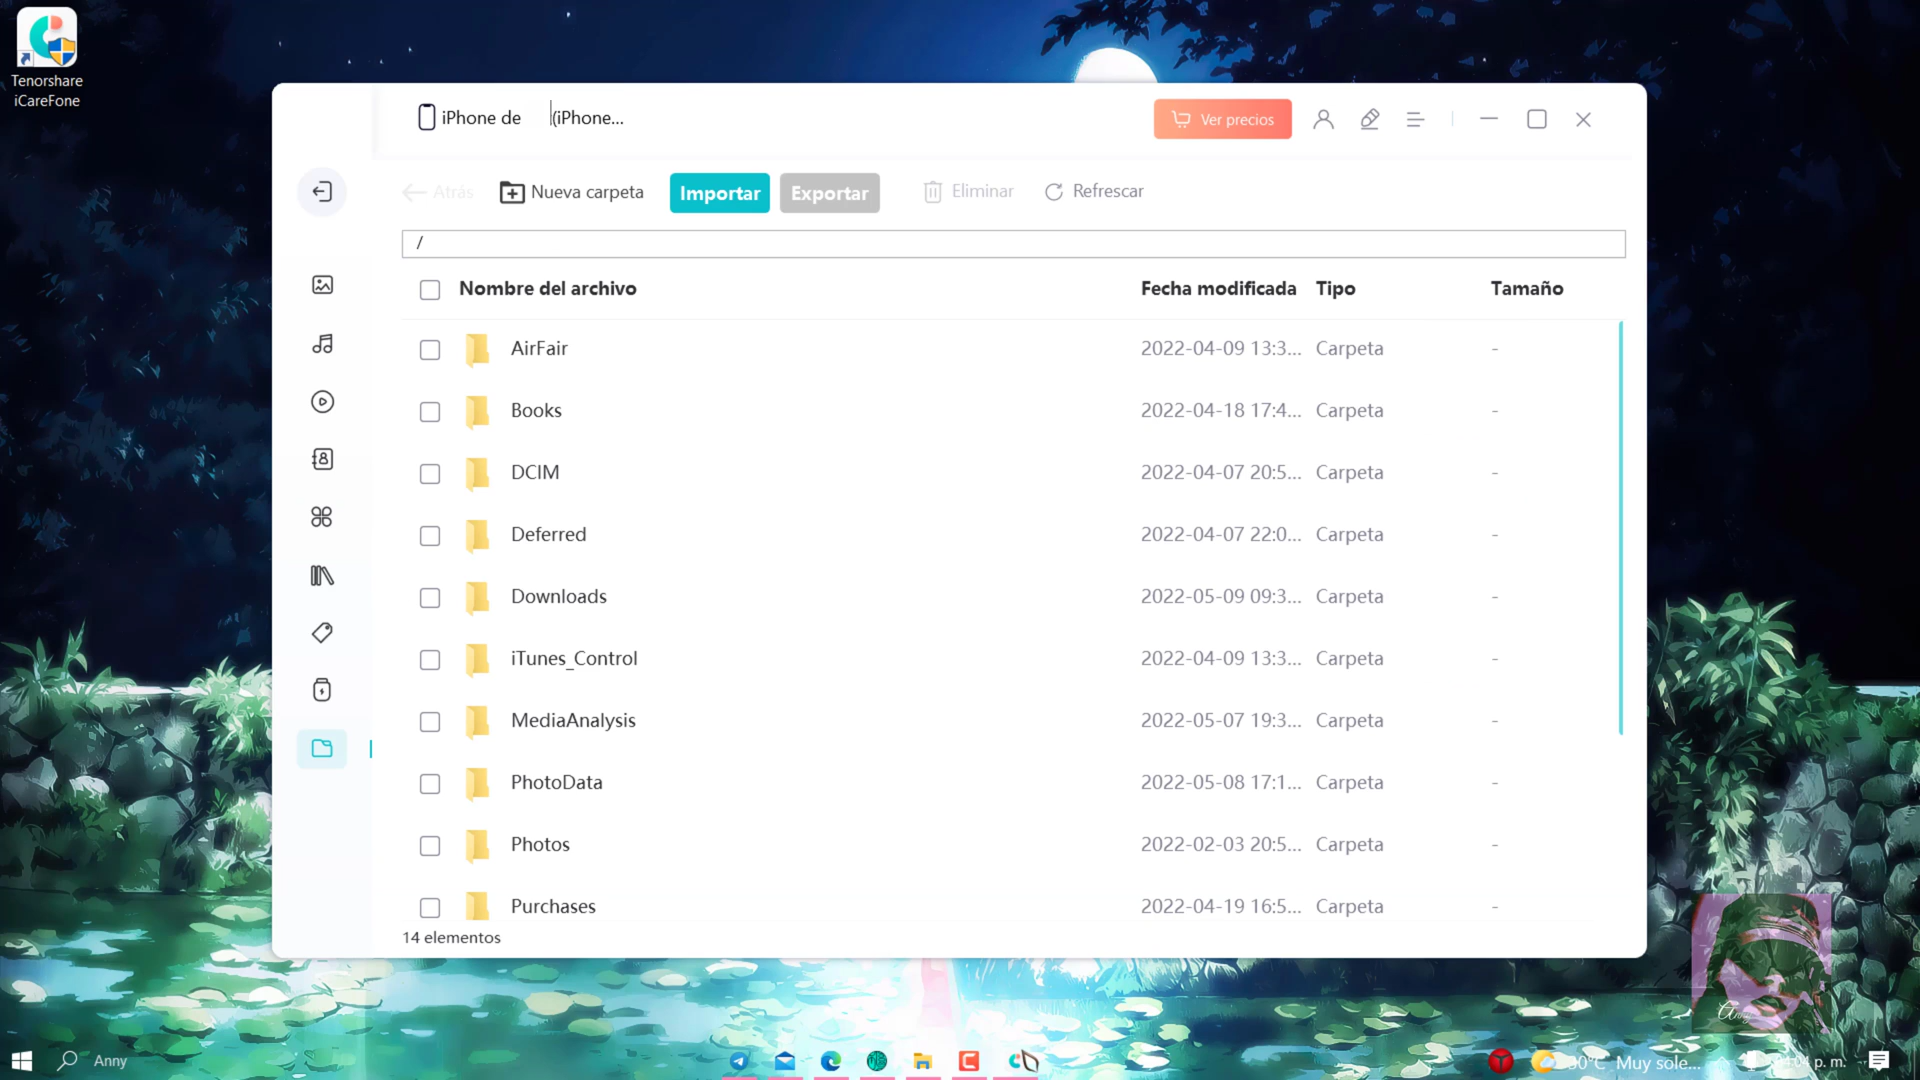 Tenorshare
iCareFone
iPhone de (iPhone...
Ver precios
Atrás
Nueva carpeta
Importar
Exportar
Eliminar
Refrescar
/
Nombre del archivo Fecha modificada Tipo Tamaño
AirFair 2022-04-09 13:3... Carpeta -
Books 2022-04-18 17:4... Carpeta -
DCIM 2022-04-07 20:5... Carpeta -
Deferred 2022-04-07 22:0... Carpeta -
Downloads 2022-05-09 09:3... Carpeta -
iTunes_Control 2022-04-09 13:3... Carpeta -
MediaAnalysis 2022-05-07 19:3... Carpeta -
PhotoData 2022-05-08 17:1... Carpeta -
Photos 2022-02-03 20:5... Carpeta -
Purchases 2022-04-19 16:5... Carpeta -
14 elementos
Anny
30°C Muy sole... p. m.